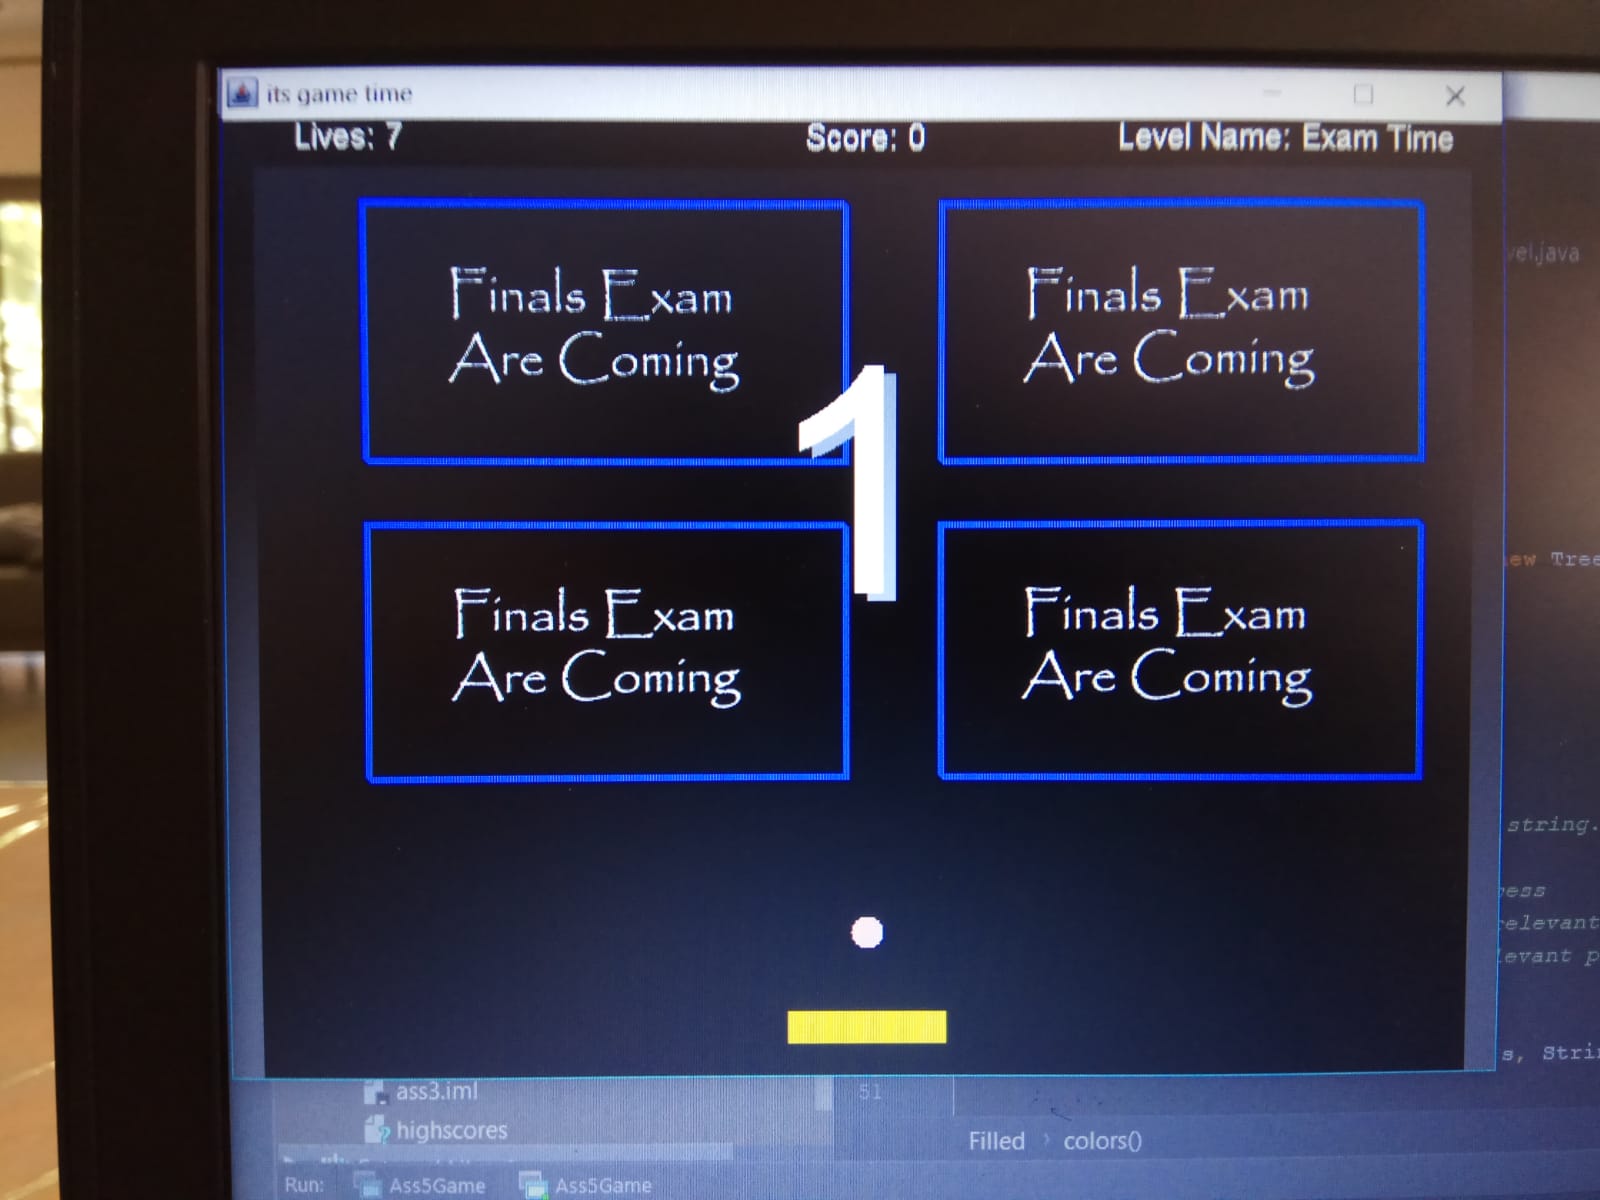 its game time
Lives: 7 Score: 0 Level Name: Exam Time
Finals Exam
Are Coming
Finals Exam
Are Coming
1
Finals Exam
Are Coming
Finals Exam
Are Coming
vel.java
ew Tree
string.
ess
relevant
levant p
s, Stri
ass3.iml
51
highscores
Filled colors()
Run: Ass5Game Ass5Game